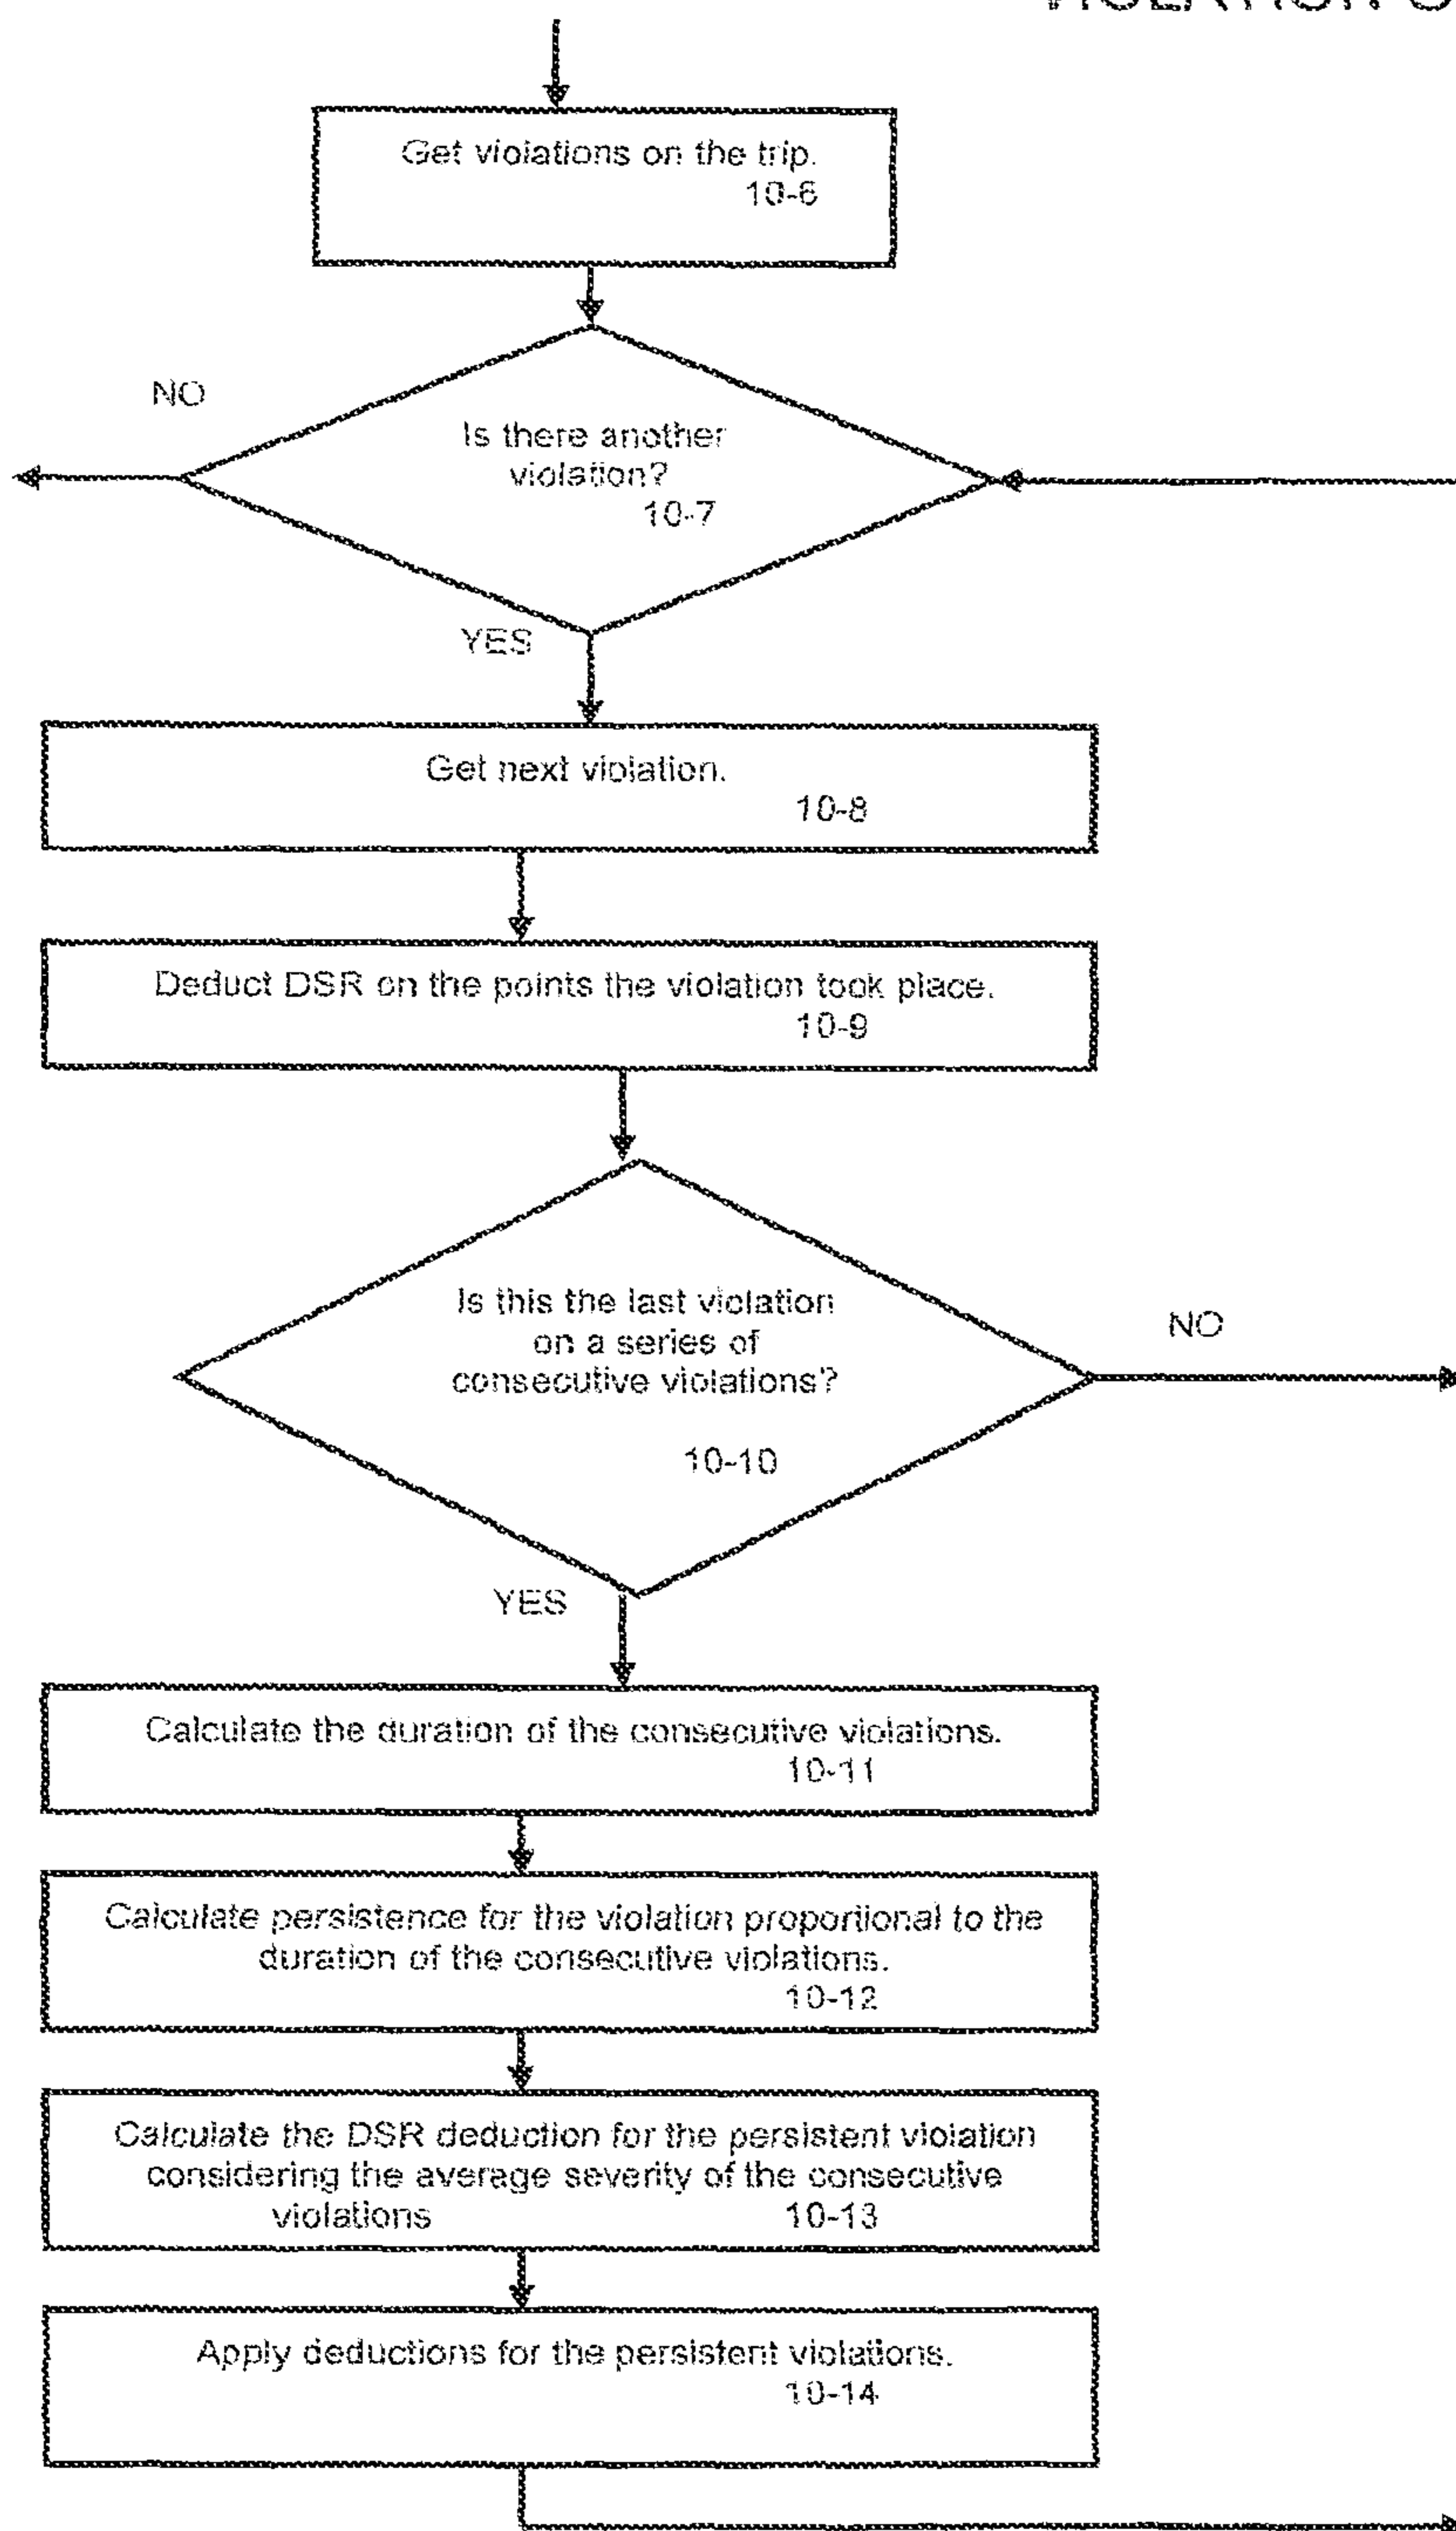 Get violations on the trip.
10-6
NO
Is there another
violation?
10-7
YES
Get next violation.
10-8
Deduct DSR on the points the violation took place.
10-9
Is this the last violation
on a series of
consecutive violations?
NO
10-10
YES
Calculate the duration of the consecutive violations.
10-11
Calculate persistence for the violation proportional to the
duration of the consecutive violations.
10-12
Calculate the DSR deduction for the persistent violation
considering the average severity of the consecutive
violations 10-13
Apply deductions for the persistent violations.
10-14